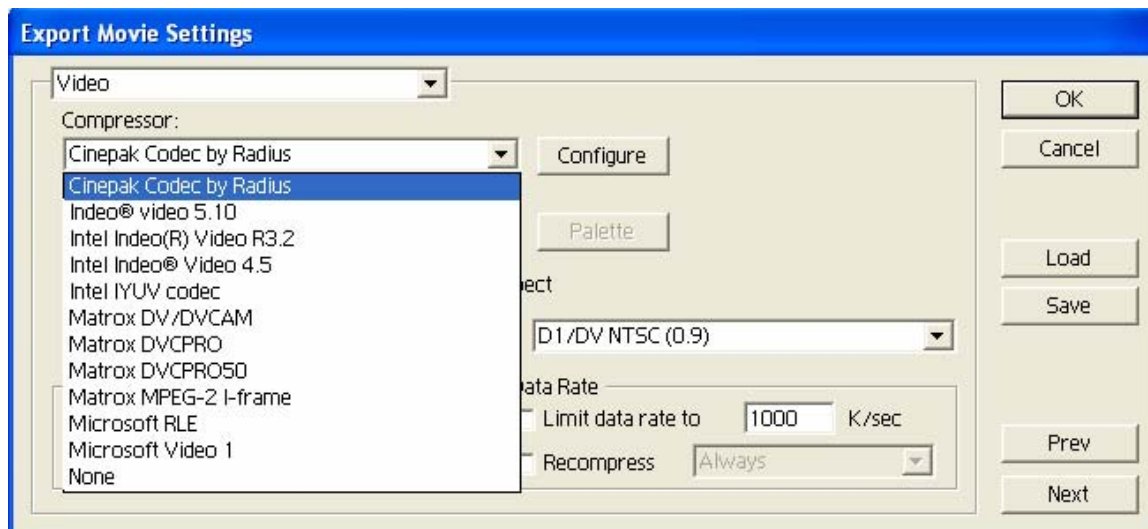 Export Movie Settings
Video
OK
Compressor:
Cinepak Codec by Radius
Configure
Cancel
Cinepak Codec by Radius
Indeo® video 5.10
Palette
Intel Indeo(R) Video R3.2
Intel Indeo® Video 4.5
Load
Intel IYUV codec
Save
Matrox DV/DVCAM
D1/DV NTSC (0.9)
Matrox DVCPRO
Matrox DVCPRO50
Matrox MPEG-2 I-frame
Microsoft RLE
Limit data rate to 1000 K/sec
Microsoft Video 1
Recompress Always
Prev
None
Next